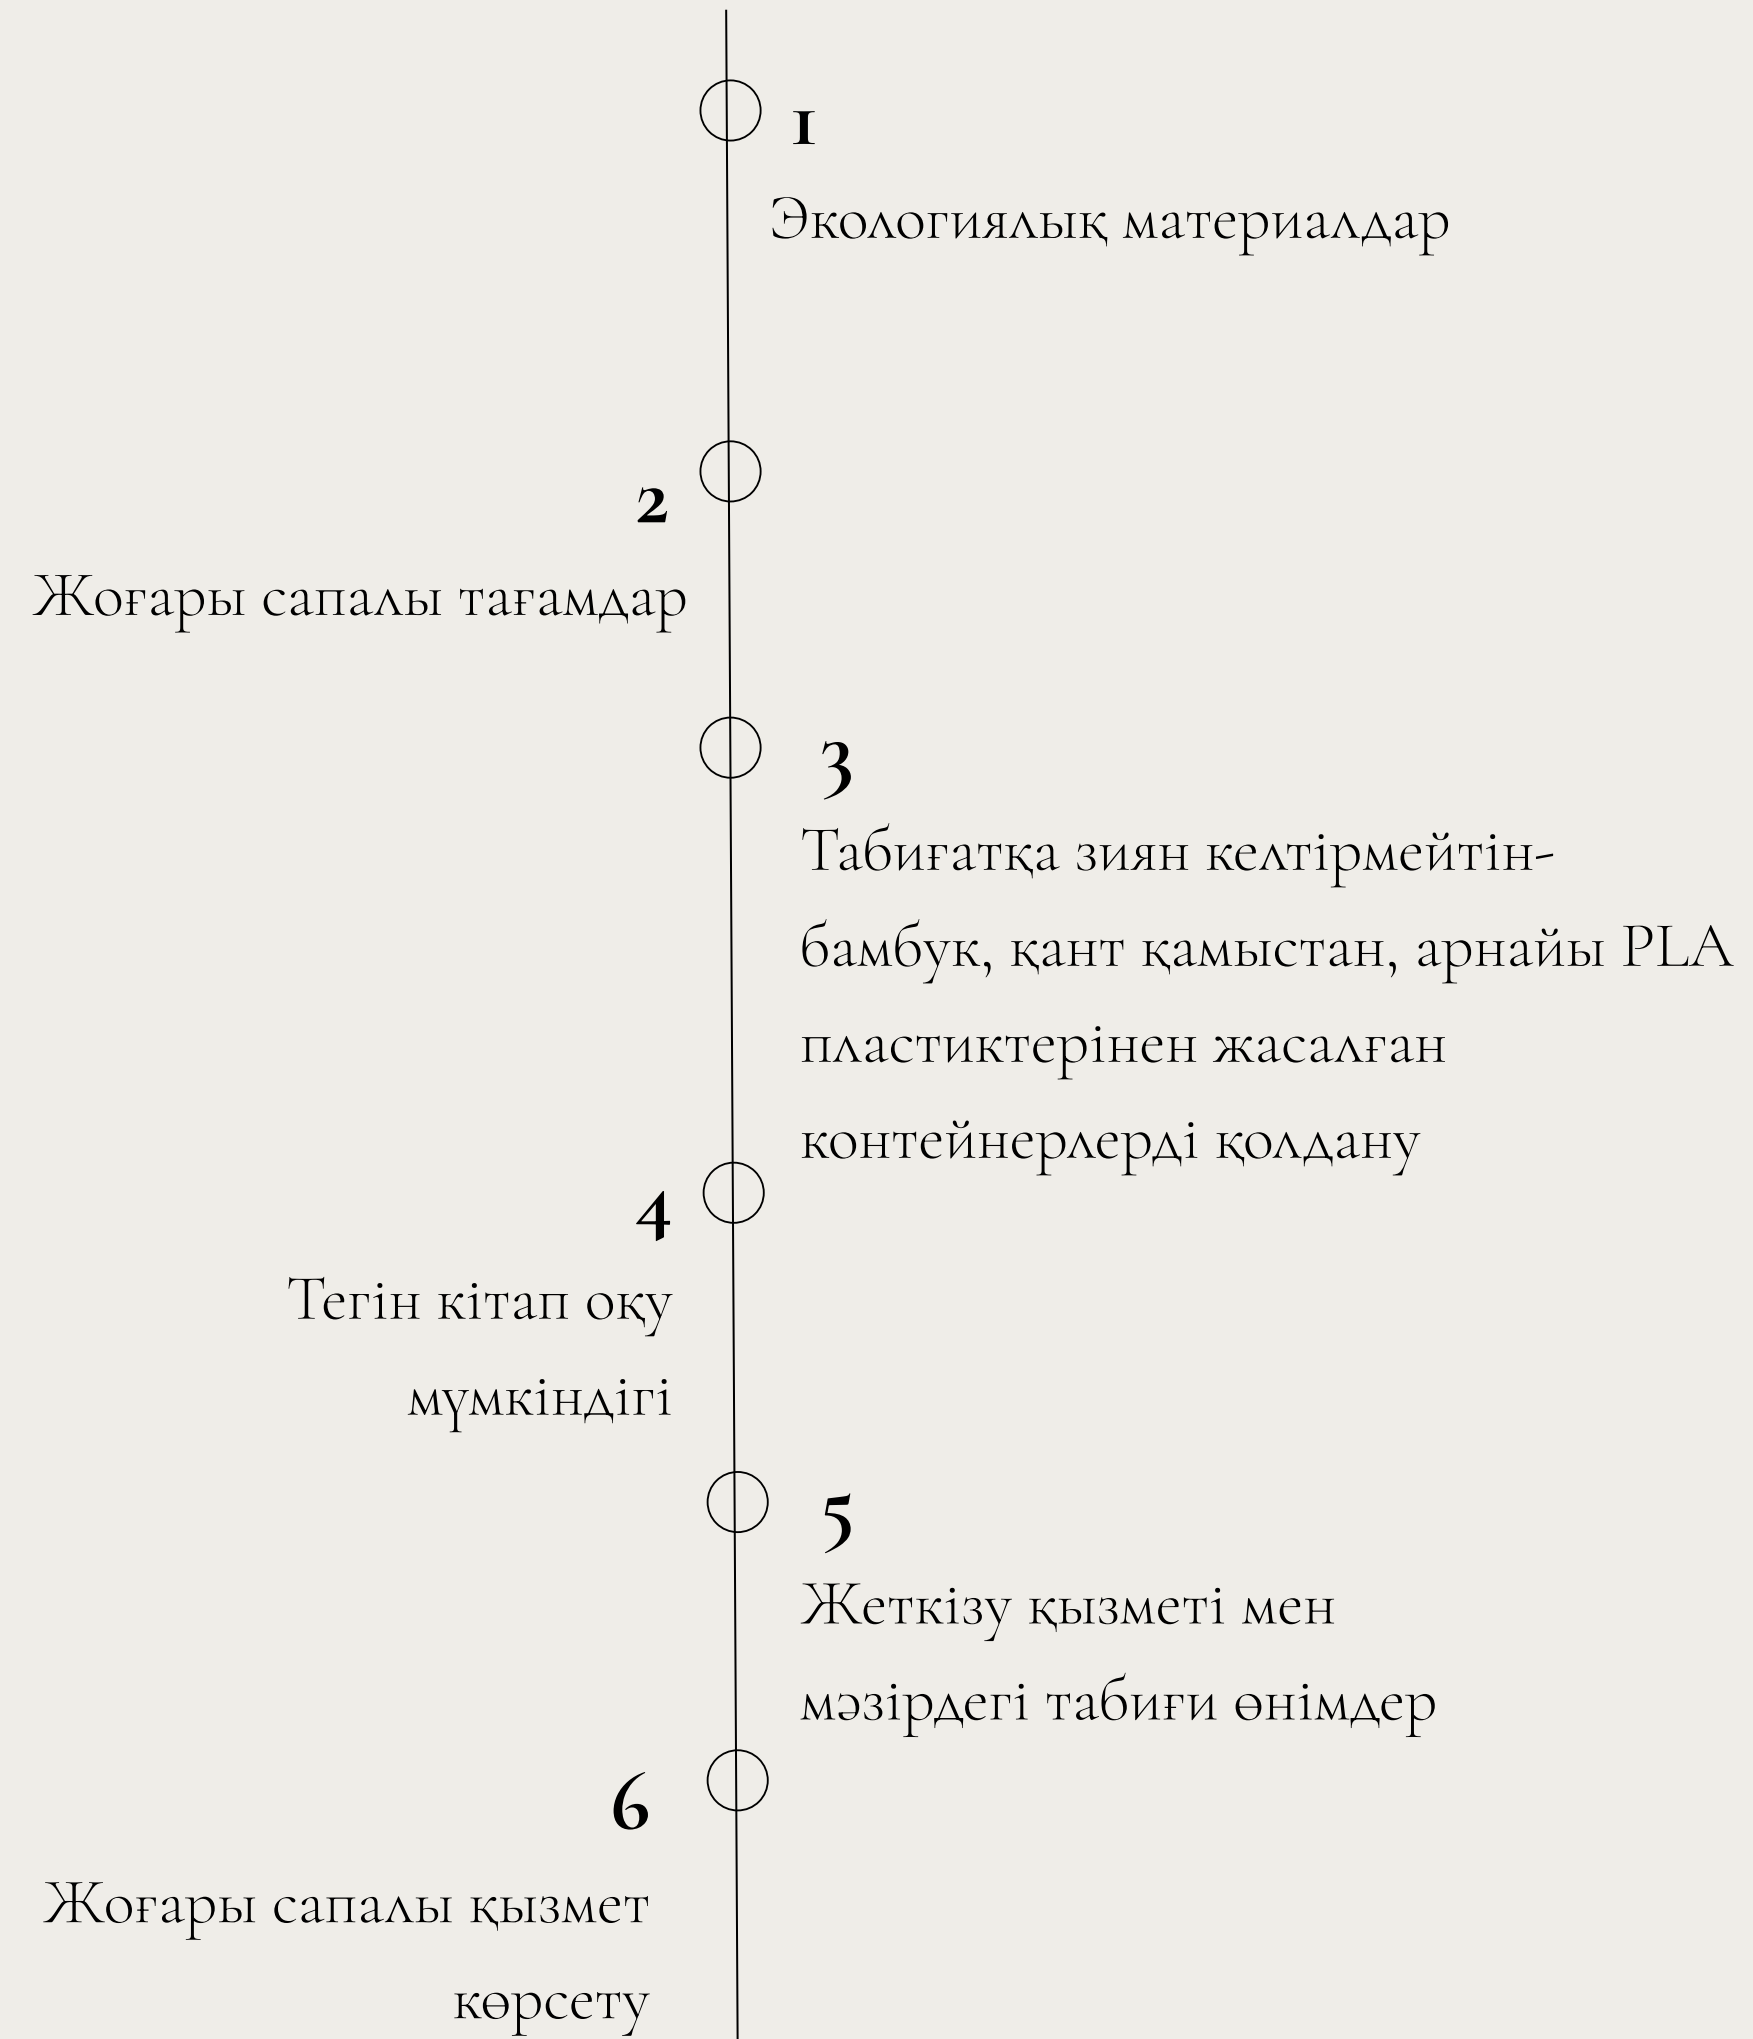 1
Экологиялық материалдар
2
Жоғары сапалы тағамдар
3
Табиғатқа зиян келтірмейтін-
бамбук, қант қамыстан, арнайы PLA
пластиктерінен жасалған
контейнерлерді қолдану
4
Тегін кітап оқу
мүмкіндігі
5
Жеткізу қызметі мен
мәзірдегі табиғи өнімдер
6
Жоғары сапалы қызмет
көрсету